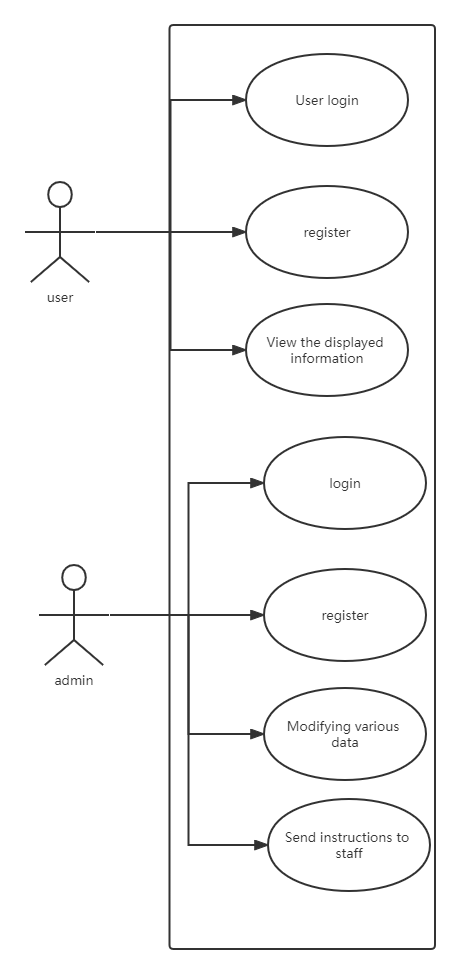 User login
register
user
View the displayed
information
login
register
admin
Modifying various
data
Send instructions to
staff